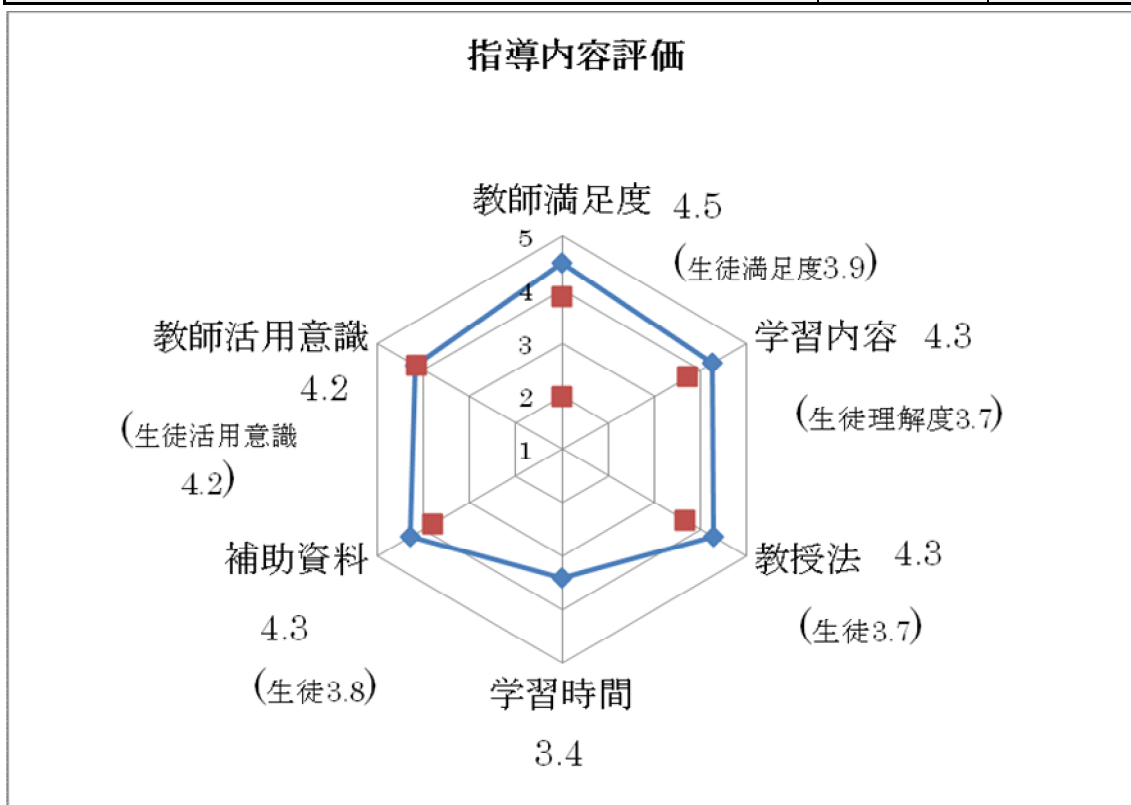 指導内容評価
教師満足度 4.5
(生徒満足度3.9)
5
4
3
2
1
学習内容 4.3
(生徒理解度3.7)
教授法 4.3
(生徒3.7)
学習時間
3.4
補助資料
4.3
(生徒3.8)
教師活用意識
4.2
(生徒活用意識
4.2)